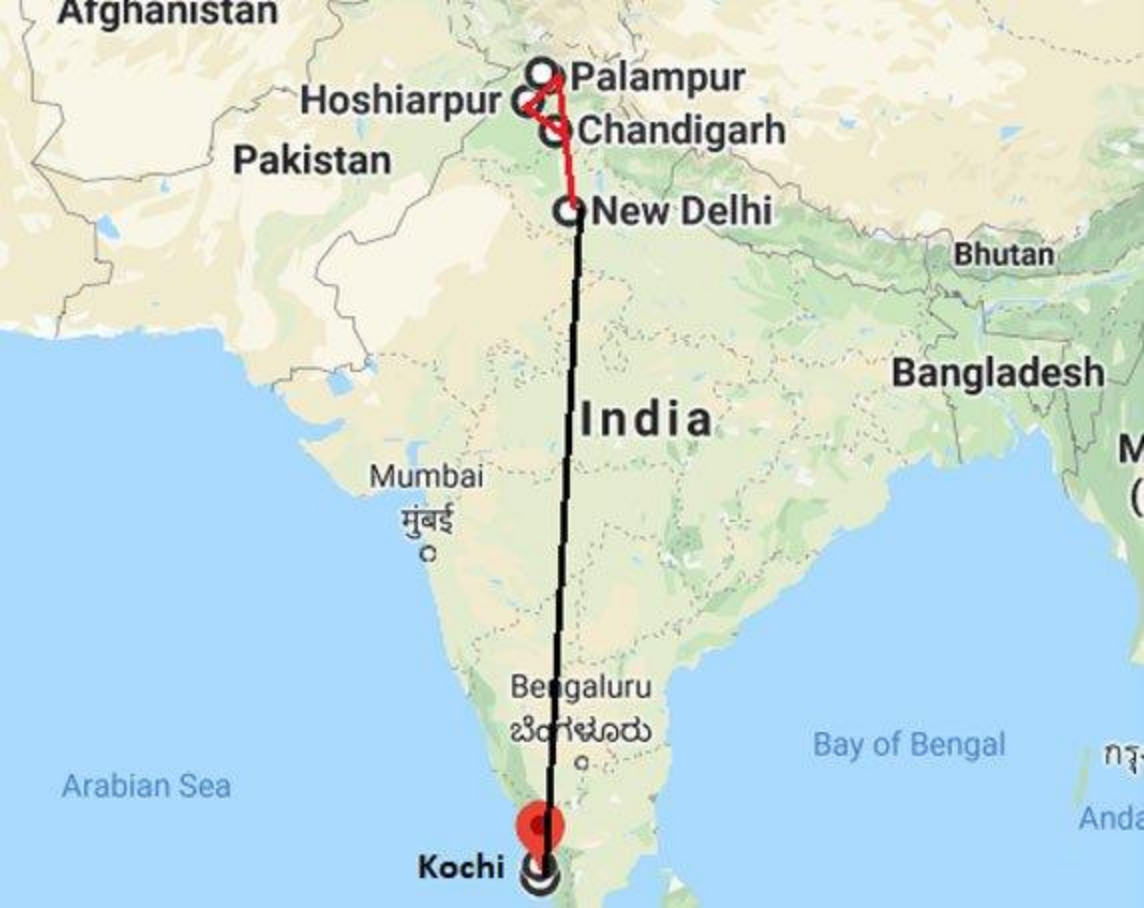 Afghanistan
Palampur
Hoshiarpur
Chandigarh
Pakistan
New Delhi
Bhutan
Bangladesh
India
M
(
Mumbai
मुंबई
Bengaluru
ಬೆಂಗಳೂರು
Bay of Bengal
Arabian Sea
Anda
Kochi